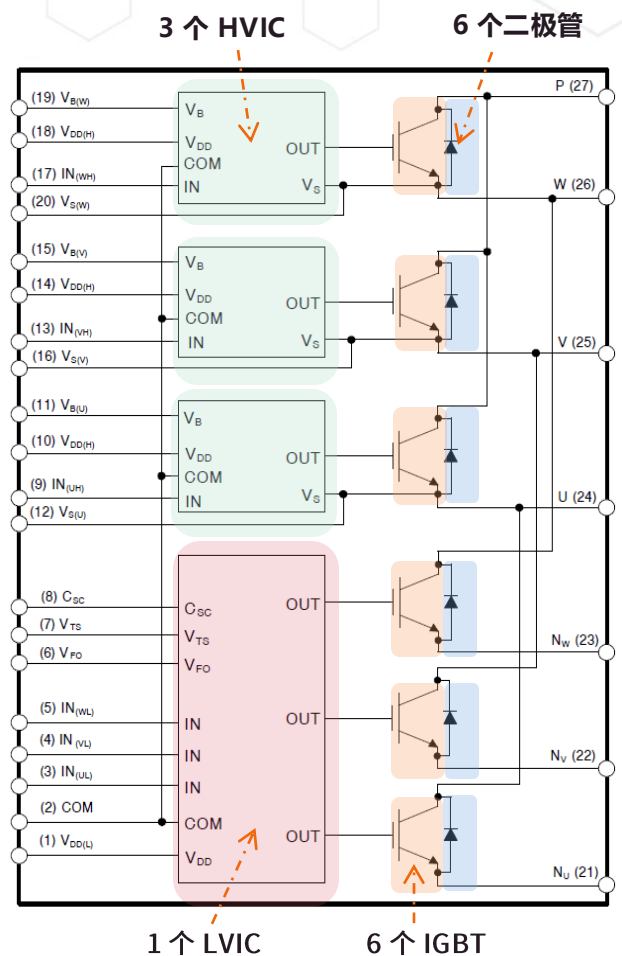 3 个 HVIC
6 个二极管
(19) VB(W)
(18) VDD(H)
(17) IN(WH)
(20) VS(W)
VB
VDD
COM
IN
OUT
VS
P (27)
W (26)
(15) VB(V)
(14) VDD(H)
(13) IN(VH)
(16) VS(V)
VB
VDD
COM
IN
OUT
VS
V (25)
(11) VB(U)
(10) VDD(H)
(9) IN(UH)
(12) VS(U)
VB
VDD
COM
IN
OUT
VS
U (24)
(8) CSC
(7) VTS
(6) VFO
(5) IN(WL)
(4) IN (VL)
(3) IN(UL)
(2) COM
(1) VDD(L)
CSC
VTS
VFO
IN
IN
IN
COM
VDD
OUT
OUT
OUT
NW (23)
NV (22)
NU (21)
1 个 LVIC
6 个 IGBT